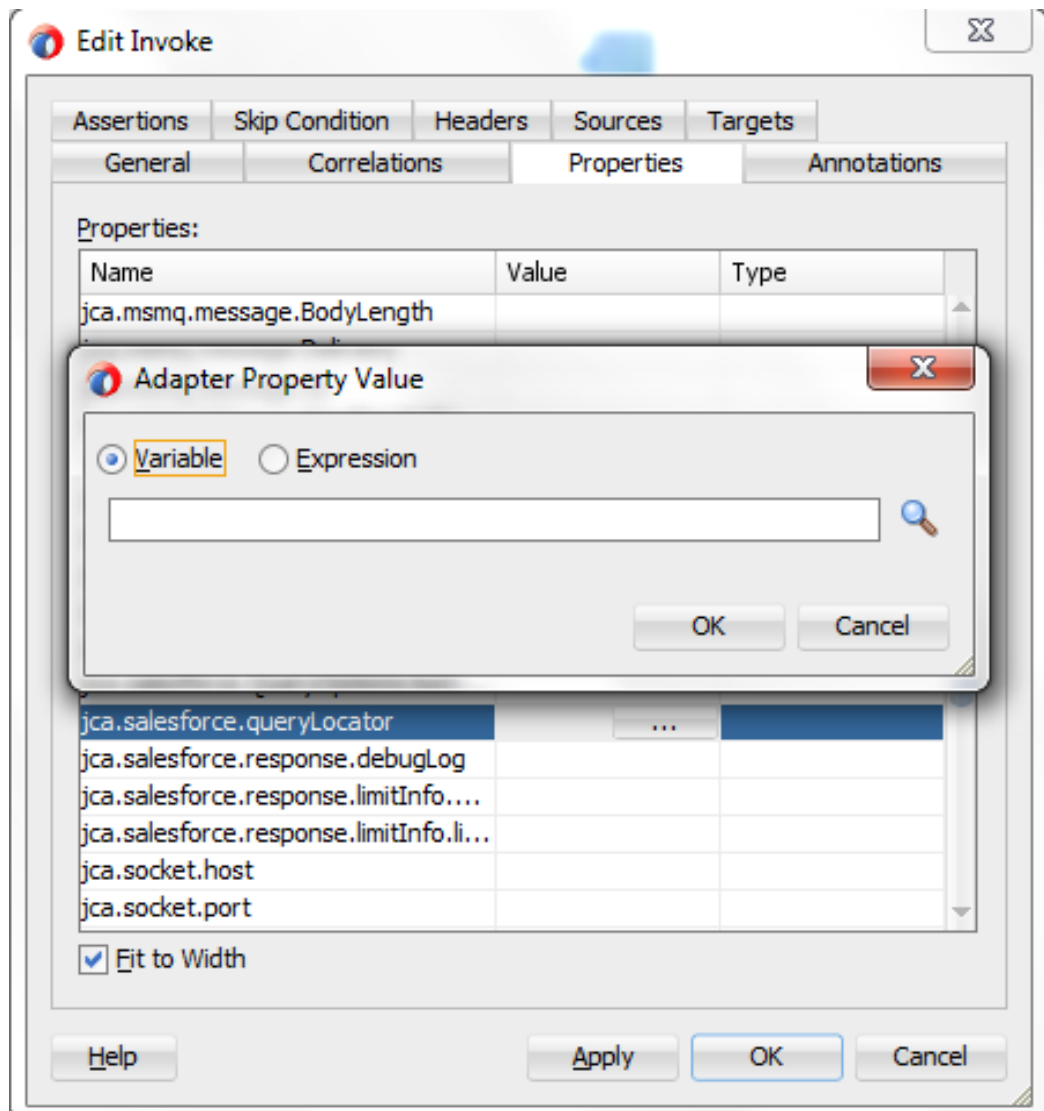 Edit Invoke
Assertions Skip Condition Headers Sources Targets
General Correlations Properties Annotations
Properties:
Name Value Type
jca.msmq.message.BodyLength
Adapter Property Value
Variable Expression
OK Cancel
jca.salesforce.queryLocator ...
jca.salesforce.response.debugLog
jca.salesforce.response.limitInfo....
jca.salesforce.response.limitInfo.li...
jca.socket.host
jca.socket.port
Fit to Width
Help Apply OK Cancel